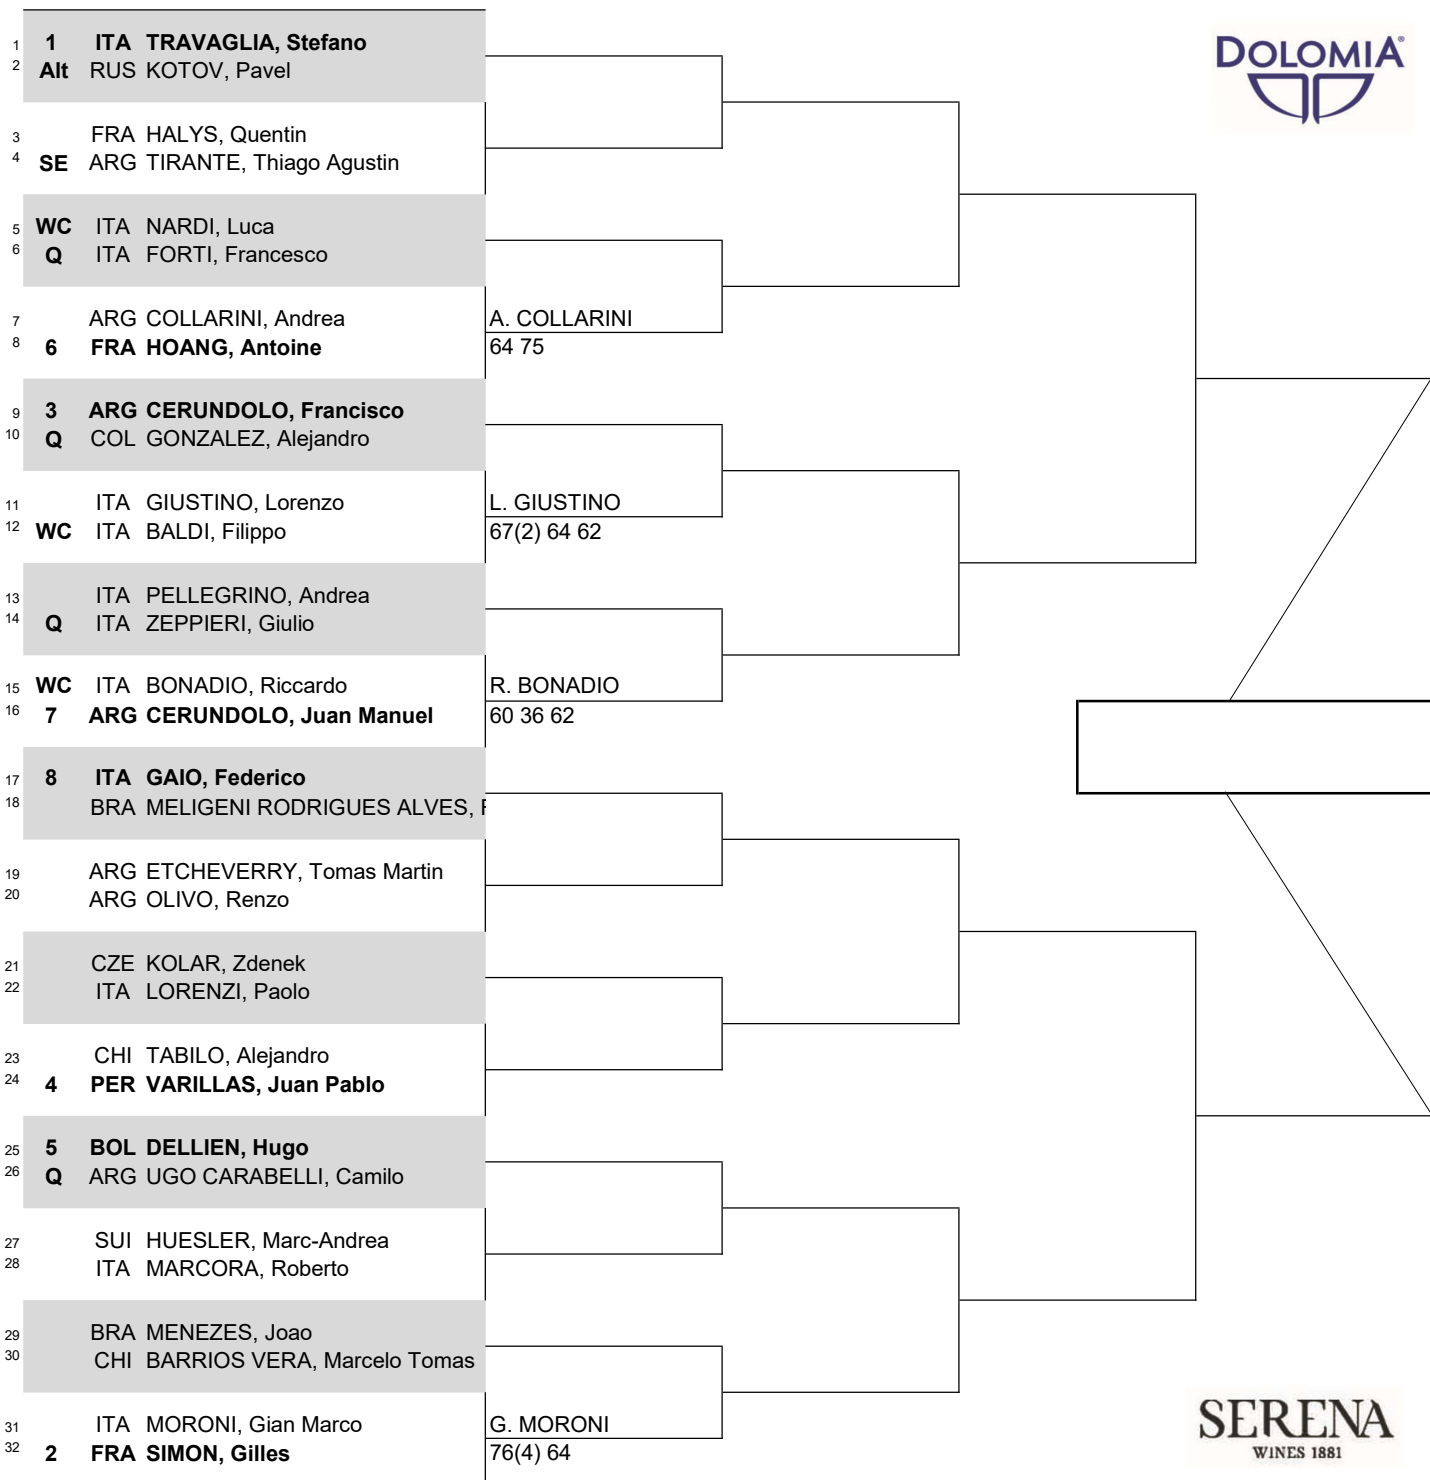 DOLOMIA®
1 1 ITA TRAVAGLIA, Stefano
2 Alt RUS KOTOV, Pavel
3 FRA HALYS, Quentin
4 SE ARG TIRANTE, Thiago Agustin
5 WC ITA NARDI, Luca
6 Q ITA FORTI, Francesco
7 ARG COLLARINI, Andrea A. COLLARINI
8 6 FRA HOANG, Antoine 64 75
9 3 ARG CERUNDOLO, Francisco
10 Q COL GONZALEZ, Alejandro
11 ITA GIUSTINO, Lorenzo L. GIUSTINO
12 WC ITA BALDI, Filippo 67(2) 64 62
13 ITA PELLEGRINO, Andrea
14 Q ITA ZEPPIERI, Giulio
15 WC ITA BONADIO, Riccardo R. BONADIO
16 7 ARG CERUNDOLO, Juan Manuel 60 36 62
17 8 ITA GAIO, Federico
18 BRA MELIGENI RODRIGUES ALVES,
19 ARG ETCHEVERRY, Tomas Martin
20 ARG OLIVO, Renzo
21 CZE KOLAR, Zdenek
22 ITA LORENZI, Paolo
23 CHI TABILO, Alejandro
24 4 PER VARILLAS, Juan Pablo
25 5 BOL DELLIEN, Hugo
26 Q ARG UGO CARABELLI, Camilo
27 SUI HUESLER, Marc-Andrea
28 ITA MARCORA, Roberto
29 BRA MENEZES, Joao
30 CHI BARRIOS VERA, Marcelo Tomas
31 ITA MORONI, Gian Marco G. MORONI
32 2 FRA SIMON, Gilles 76(4) 64
SERENA
WINES 1881